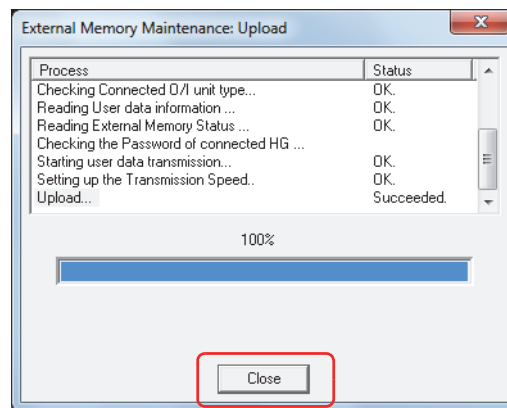 External Memory Maintenance: Upload
Process Status
Checking Connected O/I unit type... OK.
Reading User data information ... OK.
Reading External Memory Status ... OK.
Checking the Password of connected HG ...
Starting user data transmission... OK.
Setting up the Transmission Speed.. OK.
Upload... Succeeded.
100%
Close